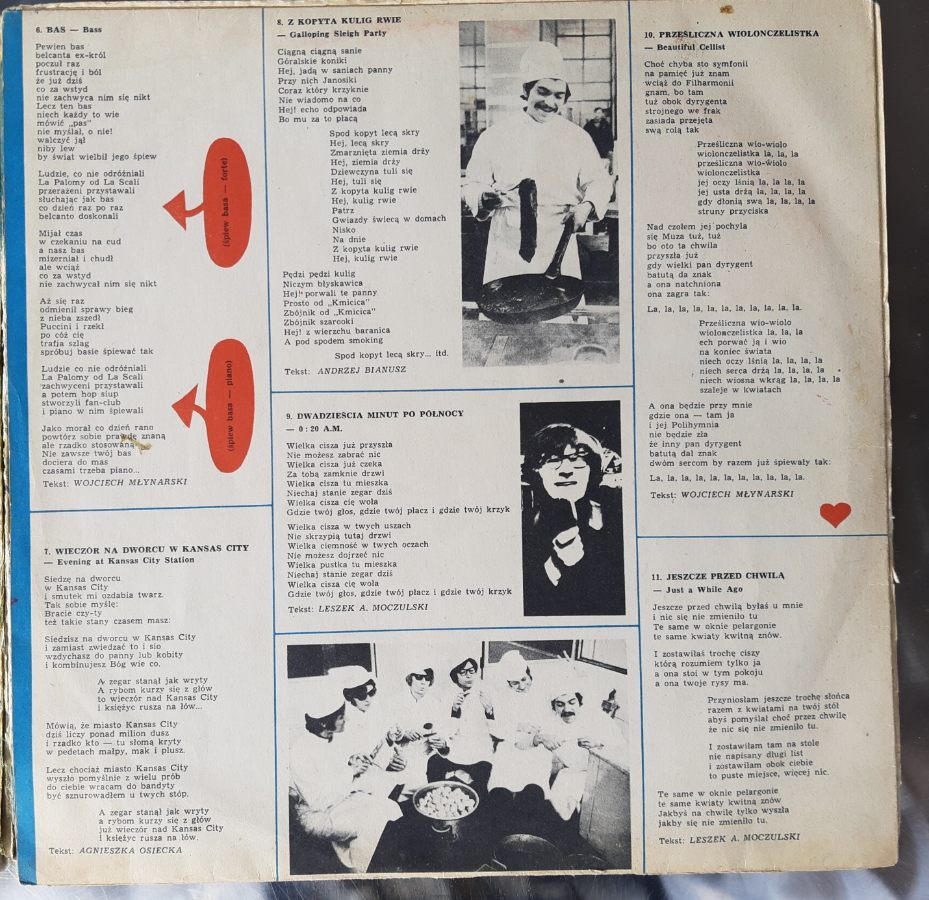 6. BAS — Bass
Pewien bas
belcanta ex-król
poczuł raz
frustrację i ból
że już dziś
co za wstyd
nie zachwyca nim się nikt
Lecz ten bas
niech każdy to wie
mówić „pas"
nie myślał, o nie!
walczyć jął
niby lew
by świat wielbił jego śpiew
Ludzie, co nie odróżniali
La Palomy od La Scali
przerażeni przystawali
słuchając jak bas
co dzień raz po raz
belcanto doskonali
(śpiew basa — forte)
Mijał czas
w czekaniu na cud
a nasz bas
mizerniał i chudł
ale wciąż
co za wstyd
nie zachwycał nim się nikt
Aż się raz
odmienił sprawy bieg
z nieba zszedł
Puccini i rzekł
po cóż cię
trafia szlag
spróbuj basie śpiewać tak
Ludzie co nie odróżniali
La Palomy od La Scali
zachwyceni przystawali
a potem hop siup
stworzyli fan-club
i piano w nim śpiewali
(śpiew basa — piano)
Jako morał co dzień rano
powtórz sobie prawdę znaną
ale rzadko stosowaną
Nie zawsze twój bas
dociera do mas
czasami trzeba piano...
Tekst: WOJCIECH MŁYNARSKI
7. WIECZÓR NA DWORCU W KANSAS CITY
— Evening at Kansas City Station
Siedzę na dworcu
w Kansas City
i smutek mi ozdabia twarz.
Tak sobie myślę:
Bracie czy-ty
też takie stany czasem masz:
Siedzisz na dworcu w Kansas City
i zamiast zwiedzać to i sio
wzdychasz do panny lub kobity
i kombinujesz Bóg wie co.
A zegar stanął jak wryty
A rybom kurzy się z głów
to wieczór nad Kansas City
i księżyc rusza na łów...
Mówią, że miasto Kansas City
dziś liczy ponad milion dusz
i rzadko kto — tu słomą kryty
w pedetach małpy, mak i plusz.
Lecz chociaż miasto Kansas City
wyszło pomyślnie z wielu prób
do ciebie wracam do bandyty
być sznurowadłem u twych stóp.
A zegar stanął jak wryty
a rybom kurzy się z głów
już wieczór nad Kansas City
I księżyc rusza na łów.
Tekst: AGNIESZKA OSIECKA
8. Z KOPYTA KULIG RWIE
— Galloping Sleigh Party
Ciągną ciągną sanie
Góralskie koniki
Hej, jadą w saniach panny
Przy nich Janosiki
Coraz który krzyknie
Nie wiadomo na co
Hej! echo odpowiada
Bo mu za to płacą
Spod kopyt lecą skry
Hej, lecą skry
Zmarznięta ziemia drży
Hej, ziemia drży
Dziewczyna tuli się
Hej, tuli się
Z kopyta kulig rwie
Hej, kulig rwie
Patrz
Gwiazdy świecą w domach
Nisko
Na dnie
Z kopyta kulig rwie
Hej, kulig rwie
Pędzi pędzi kulig
Niczym błyskawica
Hej! porwali te panny
Prosto od „Kmicica"
Zbójnik od „Kmicica"
Zbójnik szarooki
Hej! z wierzchu baranica
A pod spodem smoking
Spod kopyt lecą skry... itd.
Tekst: ANDRZEJ BIANUSZ
9. DWADZIEŚCIA MINUT PO PÓŁNOCY
— 0:20 A.M.
Wielka cisza już przyszła
Nie możesz zabrać nic
Wielka cisza już czeka
Za tobą zamknie drzwi
Wielka cisza tu mieszka
Niechaj stanie zegar dziś
Wielka cisza cię woła
Gdzie twój głos, gdzie twój płacz i gdzie twój krzyk
Wielka cisza w twych uszach
Nie skrzypią tutaj drzwi
Wielka ciemność w twych oczach
Nie możesz dojrzeć nic
Wielka pustka tu mieszka
Niechaj stanie zegar dziś
Wielka cisza cię woła
Gdzie twój głos, gdzie twój płacz i gdzie twój krzyk
Tekst: LESZEK A. MOCZULSKI
10. PRZEŚLICZNA WIOLONCZELISTKA
— Beautiful Cellist
Choć chyba sto symfonii
na pamięć już znam
wciąż do Filharmonii
gnam, bo tam
tuż obok dyrygenta
strojnego we frak
zasiada przejęta
swą rolą tak
Prześliczna wio-wiolo
wiolonczelistka la, la, la
prześliczna wio-wiolo
wiolonczelistka
jej oczy lśnią la, la, la, la
jej usta drżą la, la, la, la
gdy dłonią swą la, la, la, la
struny przyciska
Nad czołem jej pochyla
się Muza tuż, tuż
bo oto ta chwila
przyszła już
gdy wielki pan dyrygent
batutą da znak
a ona natchniona
ona zagra tak:
La, la, la, la, la, la, la, la, la, la, la.
Prześliczna wio-wiolo
wiolonczelistka la, la, la
ech porwać ją i wio
na koniec świata
niech oczy lśnią la, la, la, la
niech serca drżą la, la, la, la
niech wiosna wkrąg la, la, la, la
szaleje w kwiatach
A ona będzie przy mnie
gdzie ona — tam ja
i jej Polihymnia
nie będzie zła
że inny pan dyrygent
batutą dał znak
dwóm sercom by razem już śpiewały tak:
La, la, la, la, la, la, la, la, la, la, la.
Tekst: WOJCIECH MŁYNARSKI
11. JESZCZE PRZED CHWILĄ
— Just a While Ago
Jeszcze przed chwilą byłaś u mnie
i nic się nie zmieniło tu
Te same w oknie pelargonie
te same kwiaty kwitną znów.
I zostawiłaś trochę ciszy
którą rozumiem tylko ja
a ona stoi w tym pokoju
a ona twoje rysy ma.
Przyniosłam jeszcze trochę słońca
razem z kwiatami na twój stół
abyś pomyślał choć przez chwilę
że nic się nie zmieniło tu.
I zostawiłam tam na stole
nie napisany długi list
i zostawiłam obok ciebie
to puste miejsce, więcej nic.
Te same w oknie pelargonie
te same kwiaty kwitną znów
Jakbyś na chwilę tylko wyszła
jakby się nie zmieniło tu.
Tekst: LESZEK A. MOCZULSKI